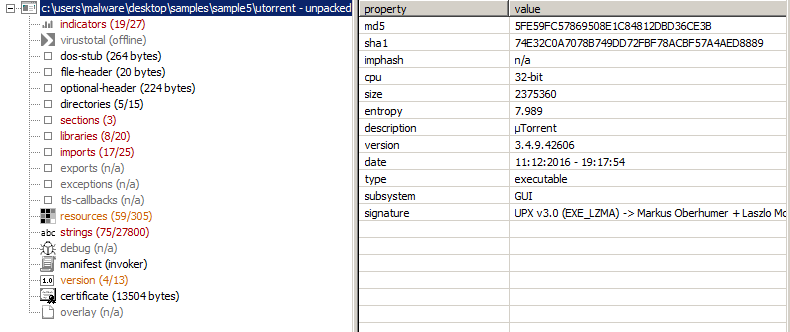 c:\users\malware\desktop\samples\sample5\utorrent - unpacked
indicators (19/27)
virustotal (offline)
dos-stub (264 bytes)
file-header (20 bytes)
optional-header (224 bytes)
directories (5/15)
sections (3)
libraries (8/20)
imports (17/25)
exports (n/a)
exceptions (n/a)
tls-callbacks (n/a)
resources (59/305)
abc strings (75/27800)
debug (n/a)
manifest (invoker)
1.0 version (4/13)
certificate (13504 bytes)
overlay (n/a)
property value
md5 5FE59FC57869508E1C84812DBD36CE3B
sha1 74E32C0A7078B749DD72FBF78ACBF57A4AED8889
imphash n/a
cpu 32-bit
size 2375360
entropy 7.989
description µTorrent
version 3.4.9.42606
date 11:12:2016 - 19:17:54
type executable
subsystem GUI
signature UPX v3.0 (EXE_LZMA) -> Markus Oberhumer + Laszlo Mo